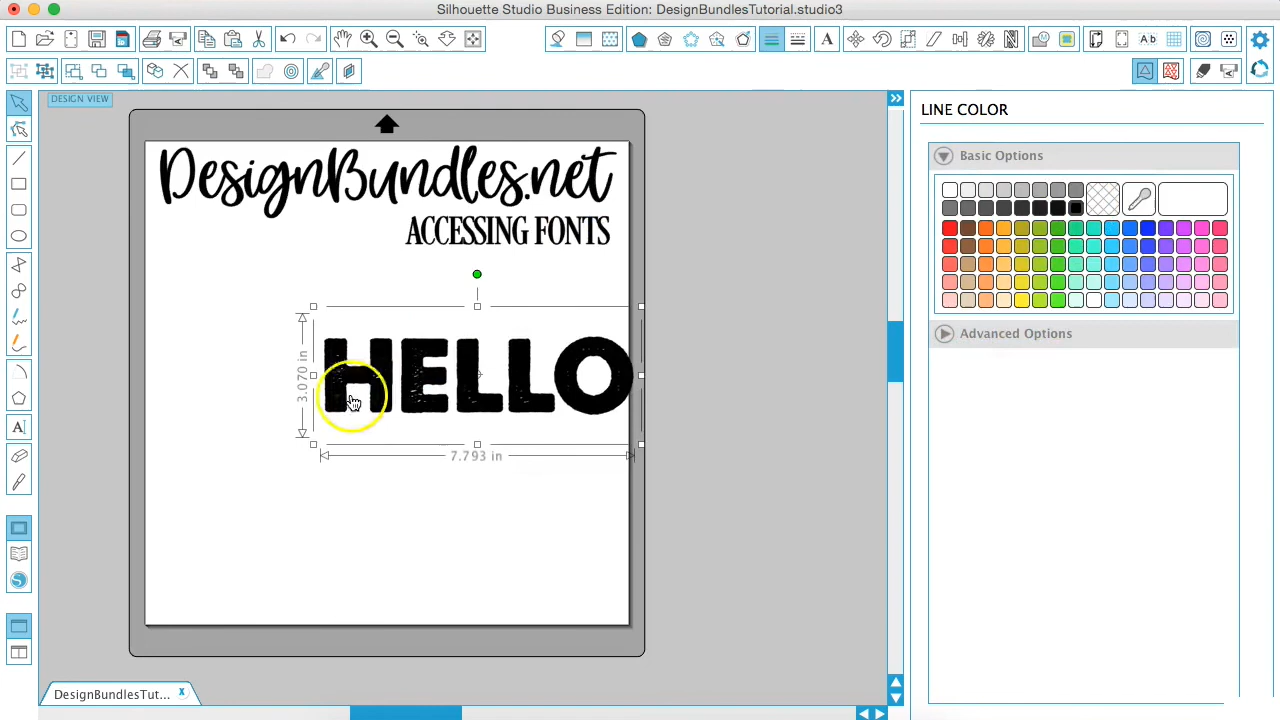 Silhouette Studio Business Edition: DesignBundlesTutorial.studio3
A
Ab
DESIGN VIEW
LINE COLOR
Basic Options
Advanced Options
DesignBundles.net
ACCESSING FONTS
3.070 in
HELLO
7.793 in
A
S
DesignBundlesTut... x